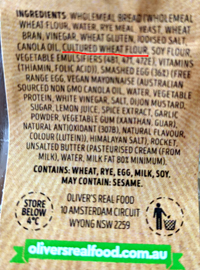 INGREDIENTS: WHOLEMEAL BREAD (WHOLEMEAL
WHEAT FLOUR, WATER, RYE MEAL, YEAST, WHEAT
BRAN, VINEGAR, WHEAT GLUTEN, IODISED SALT,
CANOLA OIL, CULTURED WHEAT FLOUR, SOY FLOUR,
VEGETABLE EMULSIFIERS (481, 471, 472E), VITAMINS
(THIAMIN, FOLIC ACID)), SMASHED EGG (36%) (FREE
RANGE EGG, VEGAN MAYONNAISE (AUSTRALIAN
SOURCED NON GMO CANOLA OIL, WATER, VEGETABLE
PROTEIN, WHITE VINEGAR, SALT, DIJON MUSTARD,
SUGAR, LEMON JUICE, SPICE EXTRACT, GARLIC
POWDER, VEGETABLE GUM (XANTHAN, GUAR),
NATURAL ANTIOXIDANT (307B), NATURAL FLAVOUR,
COLOUR (LUTEIN), HIMALAYAN SALT), ROCKET,
UNSALTED BUTTER (PASTEURISED CREAM (FROM
MILK), WATER, MILK FAT 80% MINIMUM).
CONTAINS: WHEAT, RYE, EGG, MILK, SOY,
MAY CONTAIN: SESAME.
STORE
BELOW
4°C
OLIVER'S REAL FOOD
10 AMSTERDAM CIRCUIT
WYONG NSW 2259
oliversrealfood.com.au